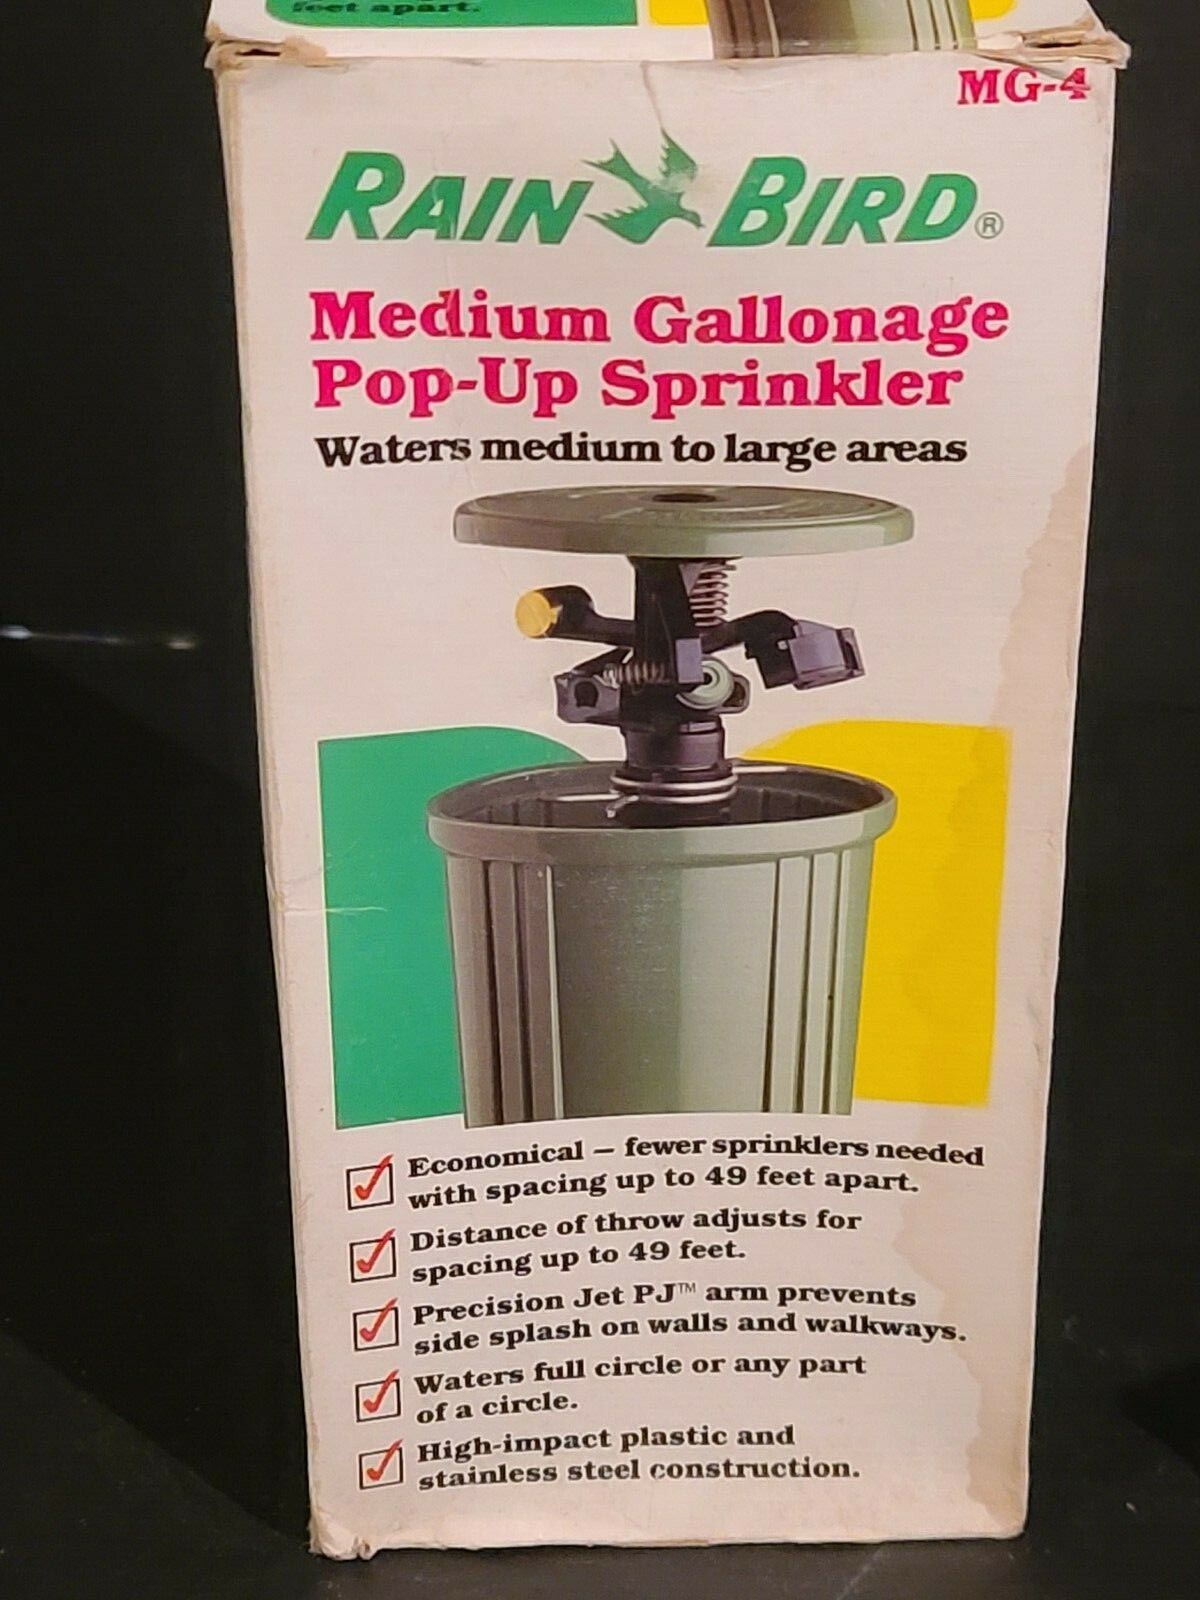 feet apart.
MG-4
RAIN BIRD®
Medium Gallonage
Pop-Up Sprinkler
Waters medium to large areas
Economical — fewer sprinklers needed
with spacing up to 49 feet apart.
Distance of throw adjusts for
spacing up to 49 feet.
Precision Jet PJ™ arm prevents
side splash on walls and walkways.
Waters full circle or any part
of a circle.
High-impact plastic and
stainless steel construction.